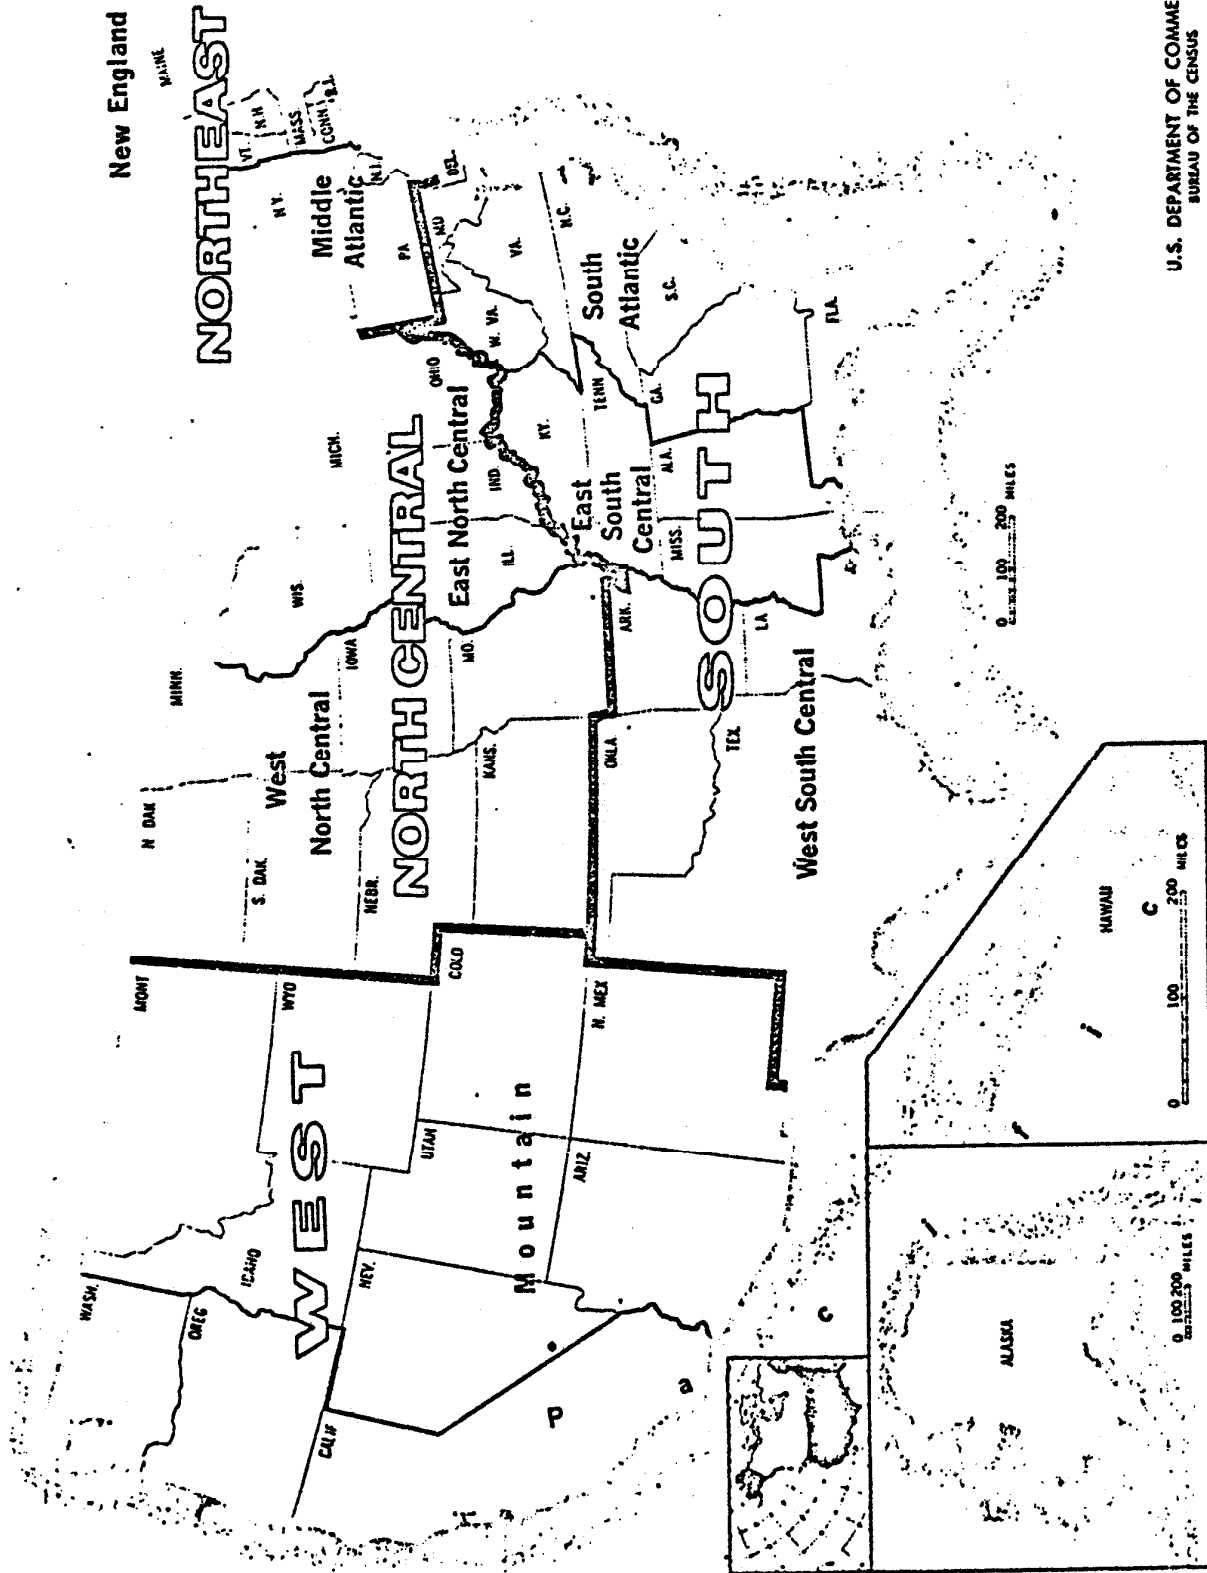 WASH.
MONT
N DAK
MINN.
New England
MAINE
NORTHEAST
VT.
N.H
MASS.
CONN.
R.I.
N.Y.
Middle
Atlantic
N.J.
PA
OREG
IDAHO
WYO
S. DAK.
WIS.
MICH.
WEST
West
North Central
IOWA
NEBR.
NORTH CENTRAL
East North Central
OHIO
IND.
ILL.
MO.
KANS.
CALIF
NEV.
UTAH
COLO
Mountain
ARIZ.
N. MEX
OKLA
ARK.
TEX.
LA
West South Central
SOUTH
East
South
Central
KY.
TENN
MISS.
ALA.
W. VA.
MD
DEL.
VA.
N.C.
South
Atlantic
S.C.
GA.
FLA.
P
a
c
i
f
i
c
0 100 200 MILES
ALASKA
0 100 200 MILES
HAWAII
0 100 200 MILES
U.S. DEPARTMENT OF COMME
BUREAU OF THE CENSUS